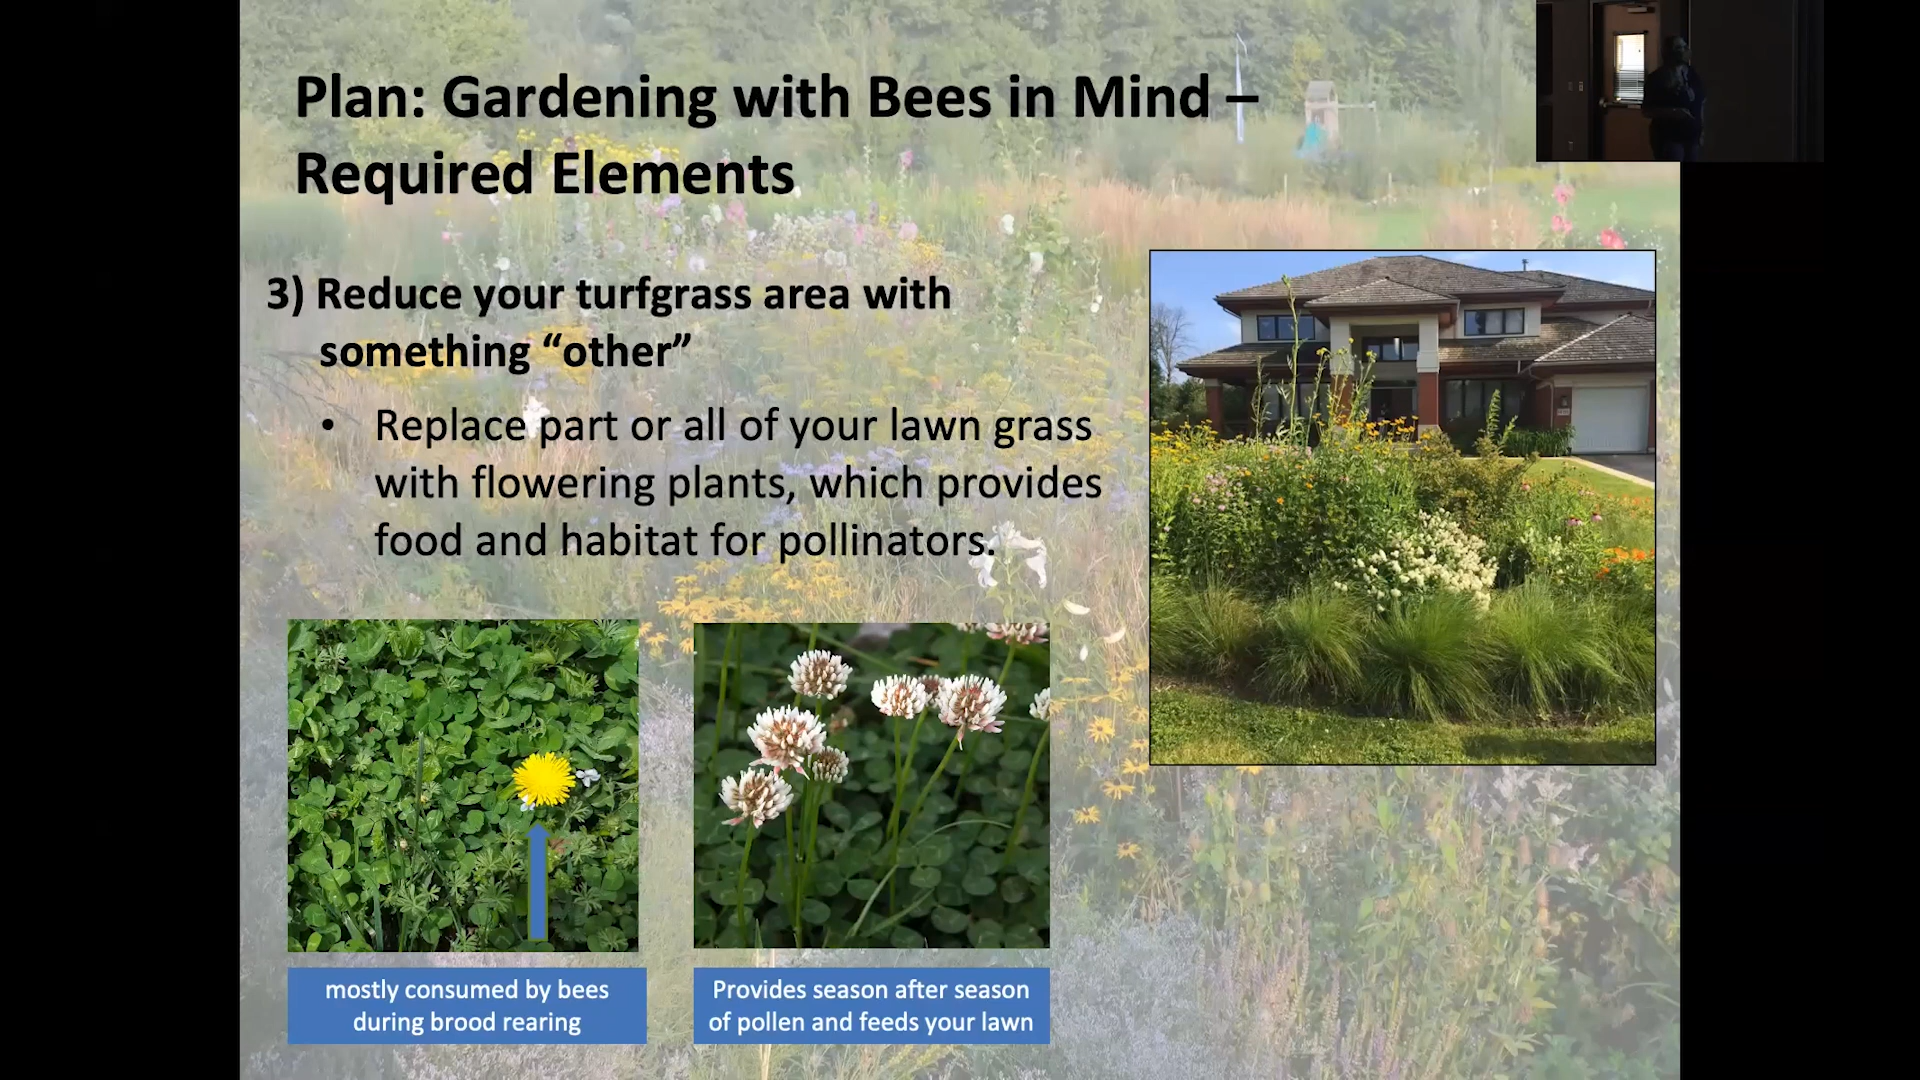 Plan: Gardening with Bees in Mind –
Required Elements
3) Reduce your turfgrass area with
something “other”
• Replace part or all of your lawn grass
with flowering plants, which provides
food and habitat for pollinators.
mostly consumed by bees
during brood rearing
Provides season after season
of pollen and feeds your lawn